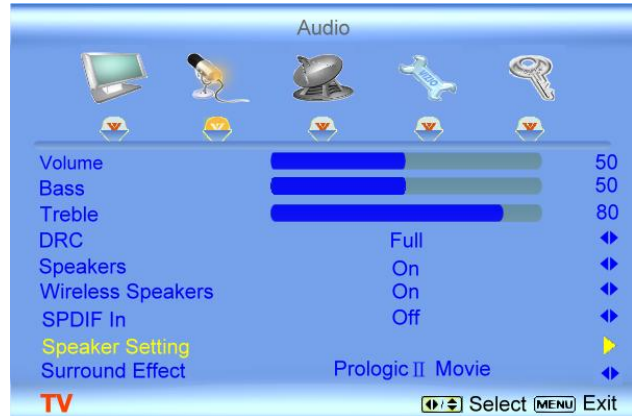 Audio
VIZIO
Volume 50
Bass 50
Treble 80
DRC Full
Speakers On
Wireless Speakers On
SPDIF In Off
Speaker Setting
Surround Effect Prologic II Movie
TV / Select MENU Exit